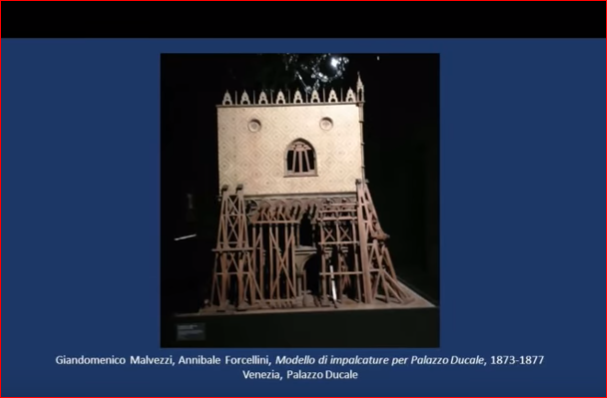 Giandomenico Malvezzi, Annibale Forcellini, Modello di impalcature per Palazzo Ducale, 1873-1877
Venezia, Palazzo Ducale